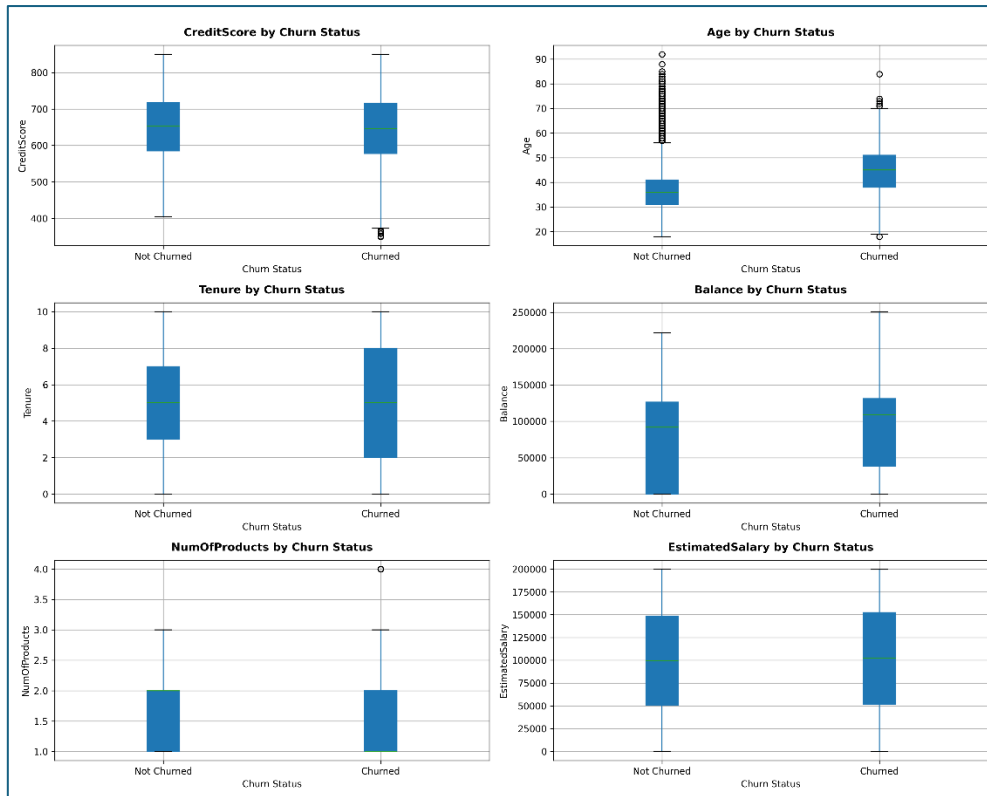 CreditScore by Churn Status
800
700
600
500
400
CreditScore
Not Churned
Churned
Churn Status
Age by Churn Status
90
80
70
60
50
40
30
20
Age
Not Churned
Churned
Churn Status
Tenure by Churn Status
10
8
6
4
2
0
Tenure
Not Churned
Churned
Churn Status
Balance by Churn Status
250000
200000
150000
100000
50000
0
Balance
Not Churned
Churned
Churn Status
NumOfProducts by Churn Status
4.0
3.5
3.0
2.5
2.0
1.5
1.0
NumOfProducts
Not Churned
Churned
Churn Status
EstimatedSalary by Churn Status
200000
175000
150000
125000
100000
75000
50000
25000
0
EstimatedSalary
Not Churned
Churned
Churn Status